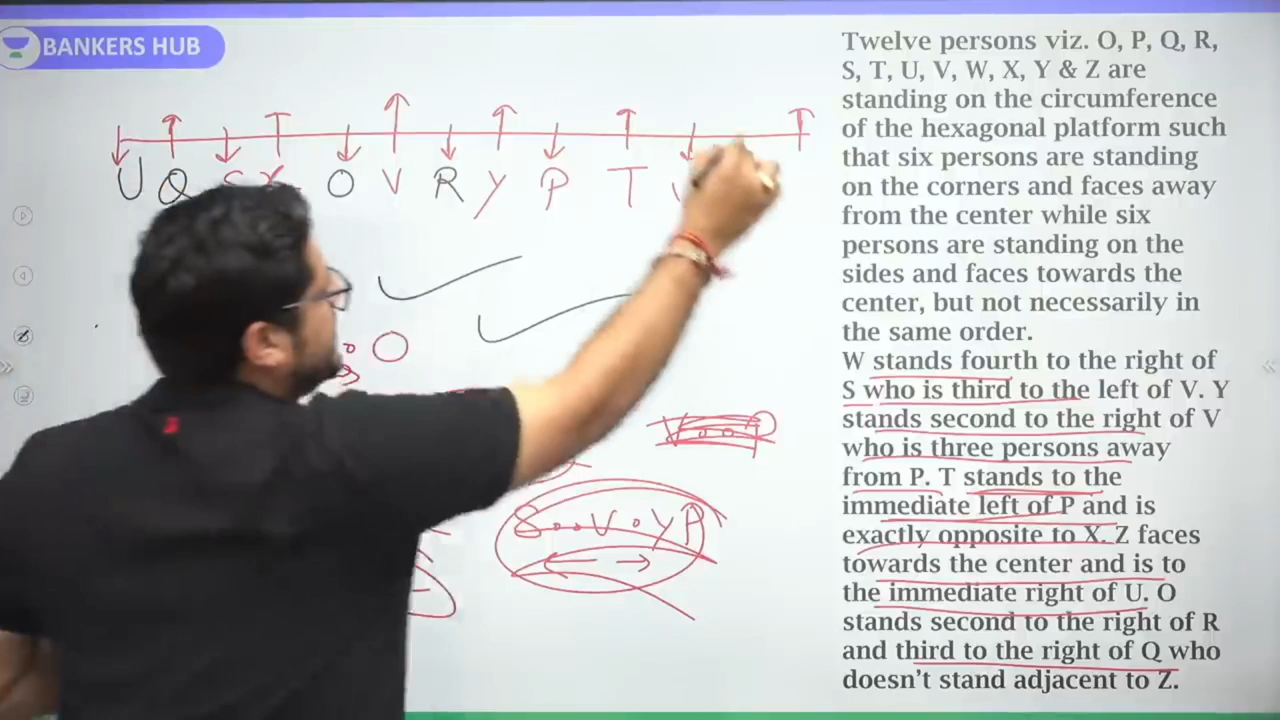 BANKERS HUB
U Q S X O V R Y P T
O
V o o P
S o o V o Y P
Twelve persons viz. O, P, Q, R,
S, T, U, V, W, X, Y & Z are
standing on the circumference
of the hexagonal platform such
that six persons are standing
on the corners and faces away
from the center while six
persons are standing on the
sides and faces towards the
center, but not necessarily in
the same order.
W stands fourth to the right of
S who is third to the left of V. Y
stands second to the right of V
who is three persons away
from P. T stands to the
immediate left of P and is
exactly opposite to X. Z faces
towards the center and is to
the immediate right of U. O
stands second to the right of R
and third to the right of Q who
doesn't stand adjacent to Z.